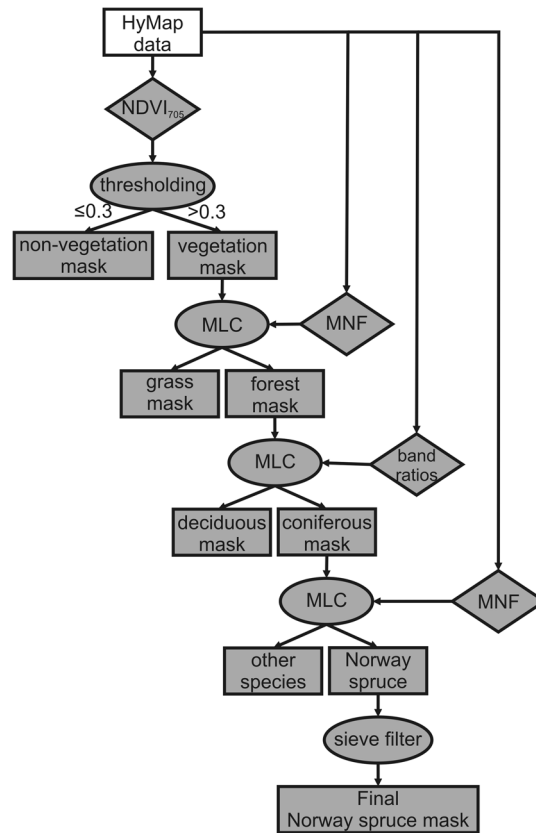 HyMap
data
NDVI₇₀₅
thresholding
≤0.3
>0.3
non-vegetation
mask
vegetation
mask
MLC
MNF
grass
mask
forest
mask
MLC
band
ratios
deciduous
mask
coniferous
mask
MLC
MNF
other
species
Norway
spruce
sieve filter
Final
Norway spruce mask